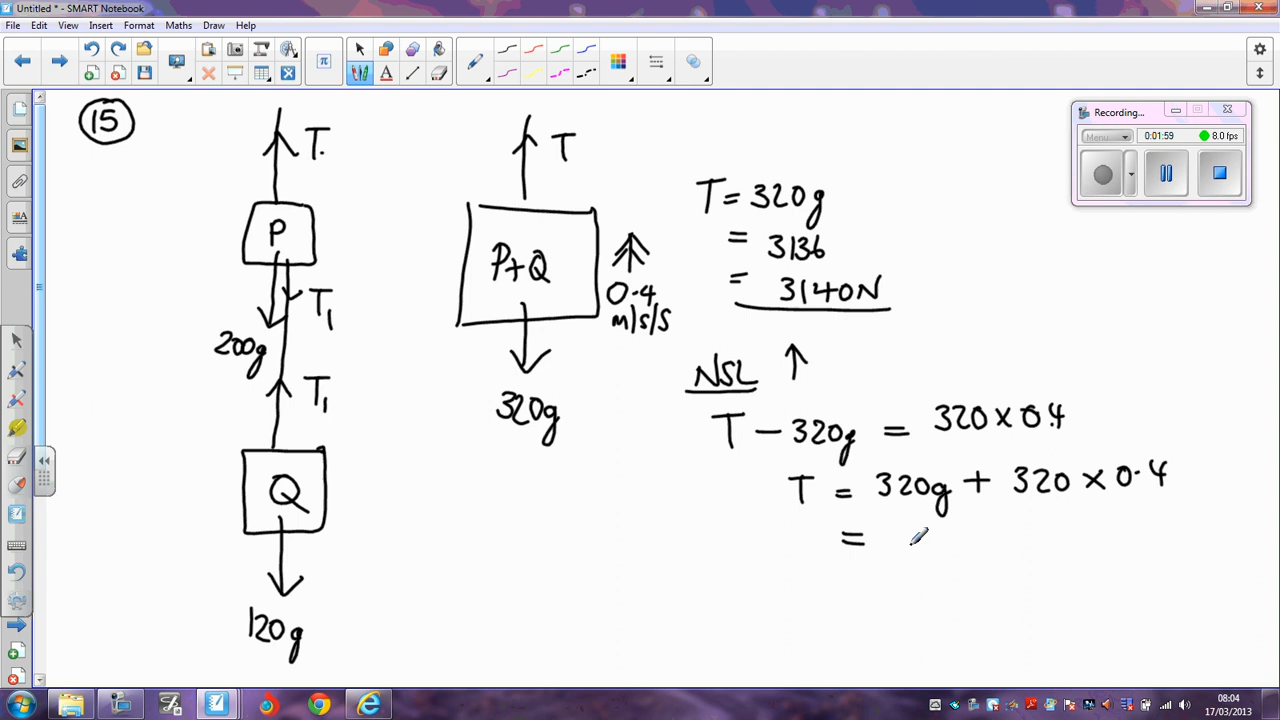 Untitled * - SMART Notebook
File Edit View Insert Format Maths Draw Help
Recording...
Menu 0:01:59 8.0 fps
15
T.
P
T1
200g
T1
Q
120g
T
P+Q
0.4
m/s/s
320g
T = 320g
= 3136
= 3140N
NSL ↑
T - 320g = 320 × 0.4
T = 320g + 320 × 0.4
=
08:04
17/03/2013